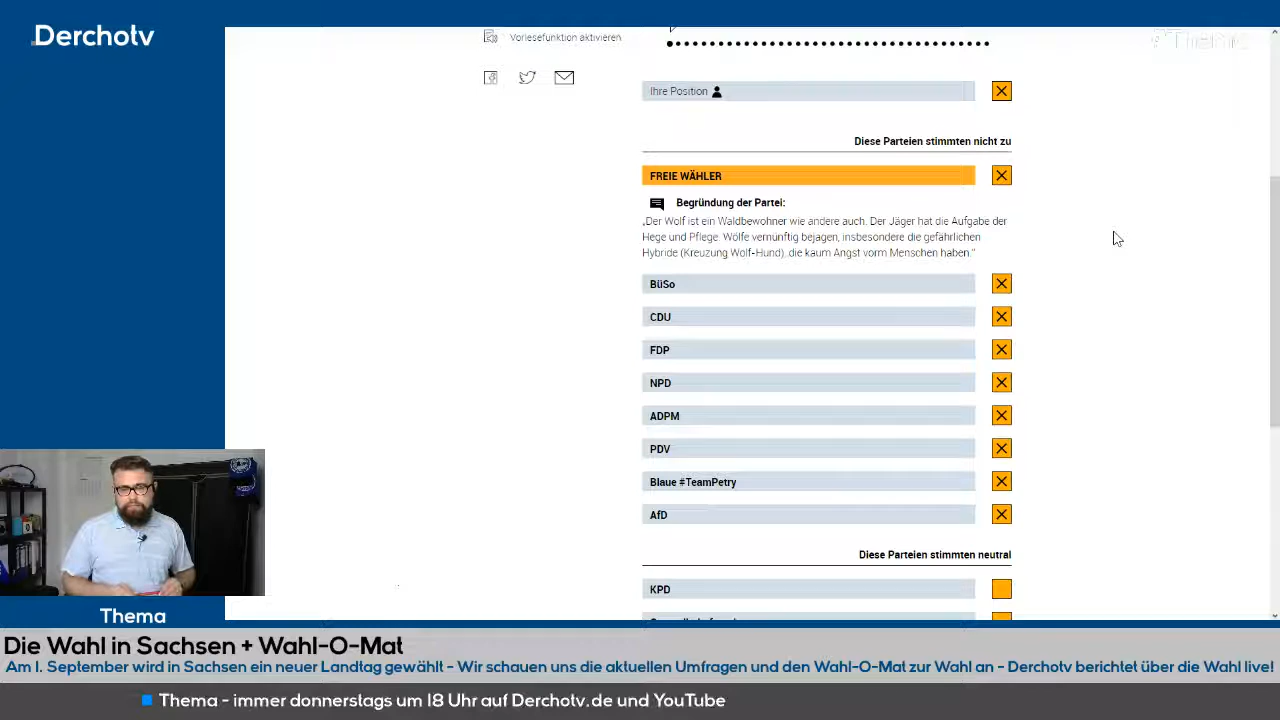 Derchotv
Vorlesefunktion aktivieren
#Thema
Ihre Position
Diese Parteien stimmten nicht zu
FREIE WÄHLER
Begründung der Partei:
„Der Wolf ist ein Waldbewohner wie andere auch. Der Jäger hat die Aufgabe der
Hege und Pflege. Wölfe vernünftig bejagen, insbesondere die gefährlichen
Hybride (Kreuzung Wolf-Hund), die kaum Angst vorm Menschen haben.“
BüSo
CDU
FDP
NPD
ADPM
PDV
Blaue #TeamPetry
AfD
Diese Parteien stimmten neutral
KPD
Thema
Die Wahl in Sachsen + Wahl-O-Mat
Am 1. September wird in Sachsen ein neuer Landtag gewählt - Wir schauen uns die aktuellen Umfragen und den Wahl-O-Mat zur Wahl an - Derchotv berichtet über die Wahl live!
Thema - immer donnerstags um 18 Uhr auf Derchotv.de und YouTube